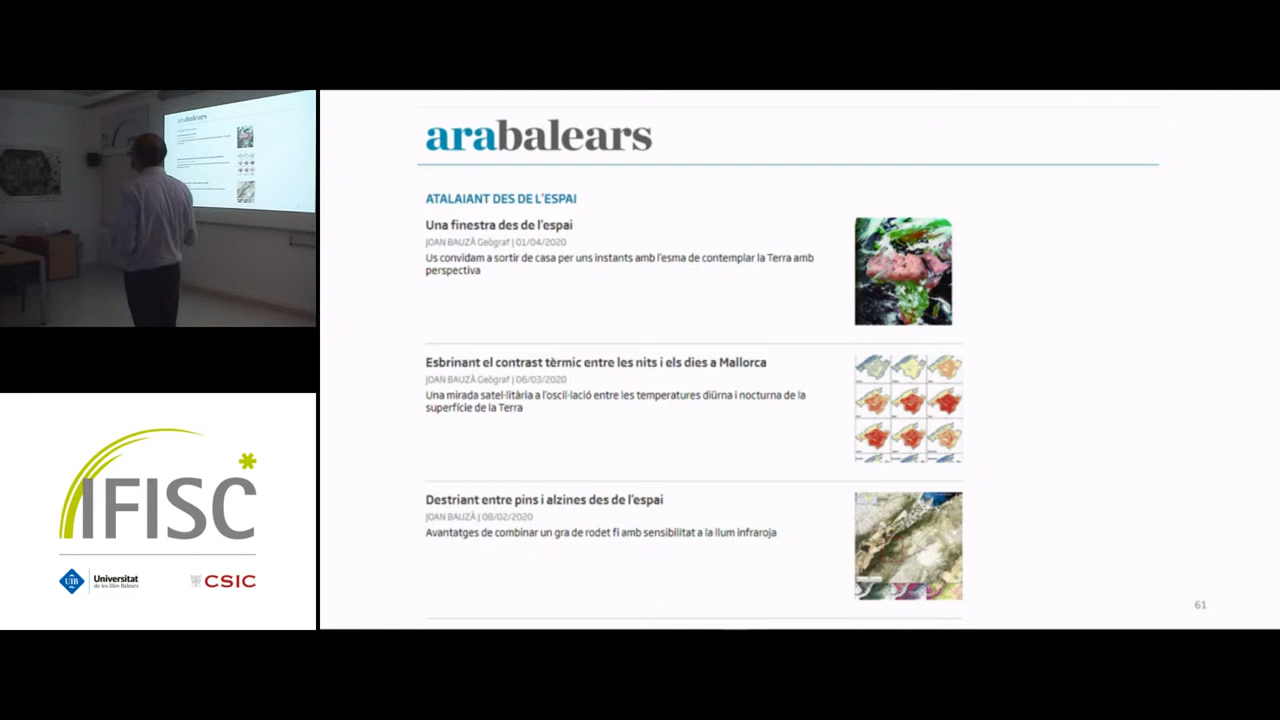 arabalears
ATALAIANT DES DE L'ESPAI
Una finestra des de l'espai
JOAN BAUZÀ Geògraf | 01/04/2020
Us convidam a sortir de casa per uns instants amb l'esma de contemplar la Terra amb
perspectiva
Esbrinant el contrast tèrmic entre les nits i els dies a Mallorca
JOAN BAUZÀ Geògraf | 06/03/2020
Una mirada satel·litària a l'oscil·lació entre les temperatures diürna i nocturna de la
superfície de la Terra
Destriant entre pins i alzines des de l'espai
JOAN BAUZÀ | 08/02/2020
Avantatges de combinar un gra de rodet fi amb sensibilitat a la llum infraroja
61
arabalears
IFISC
UIB
Universitat
de les Illes Balears
CSIC